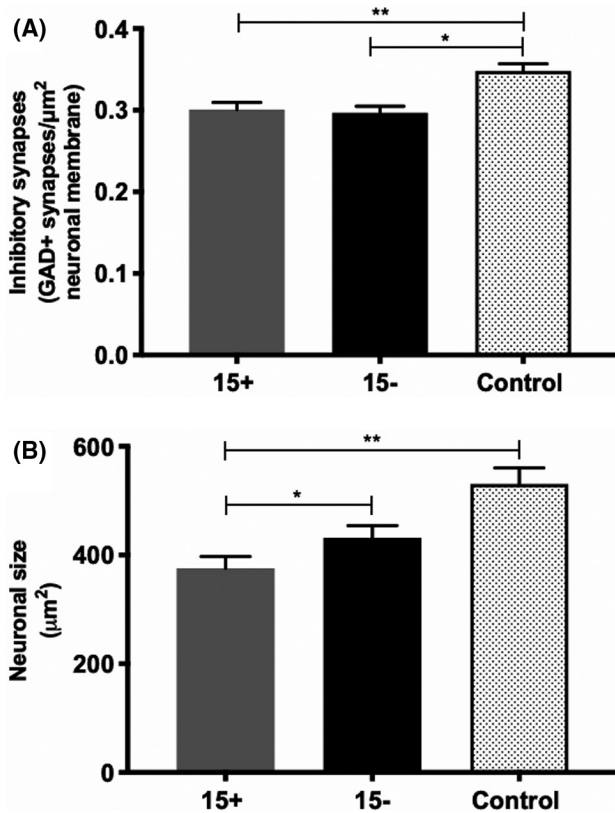 (A)
**
*
Inhibitory synapses
(GAD+ synapses/μm²
neuronal membrane)
0.4
0.3
0.2
0.1
0.0
15+
15-
Control
(B)
**
*
Neuronal size
(μm²)
600
400
200
0
15+
15-
Control